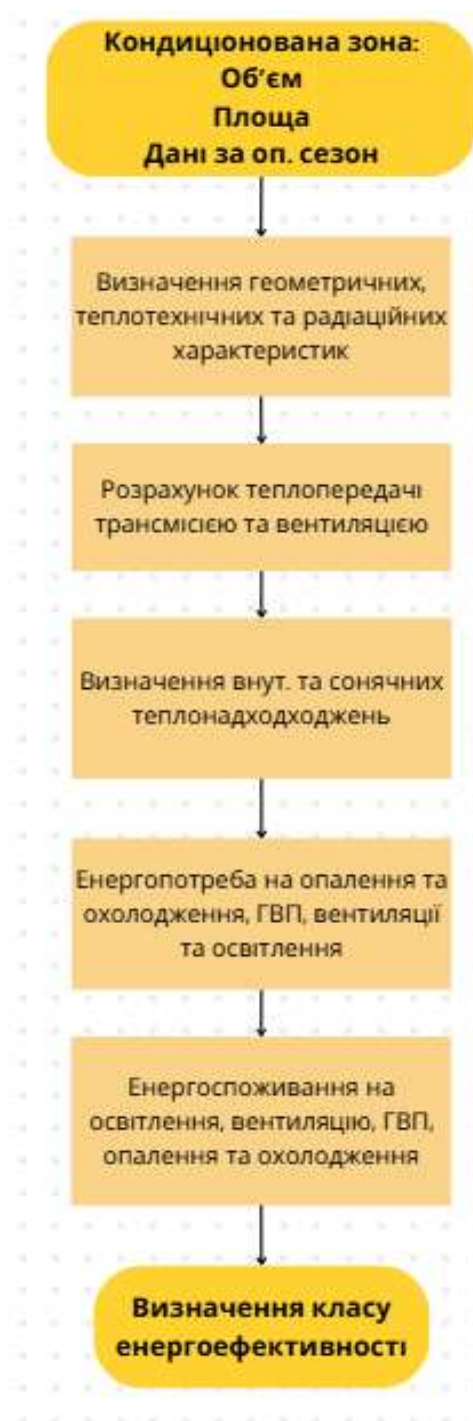 Кондиціонована зона:
Об'єм
Площа
Дані за оп. сезон
Визначення геометричних,
теплотехнічних та радіаційних
характеристик
Розрахунок теплопередачі
трансмісією та вентиляцією
Визначення внут. та сонячних
теплонадходходжень
Енергопотреба на опалення та
охолодження, ГВП, вентиляції
та освітлення
Енергоспоживання на
освітлення, вентиляцію, ГВП,
опалення та охолодження
Визначення класу
енергоефективності